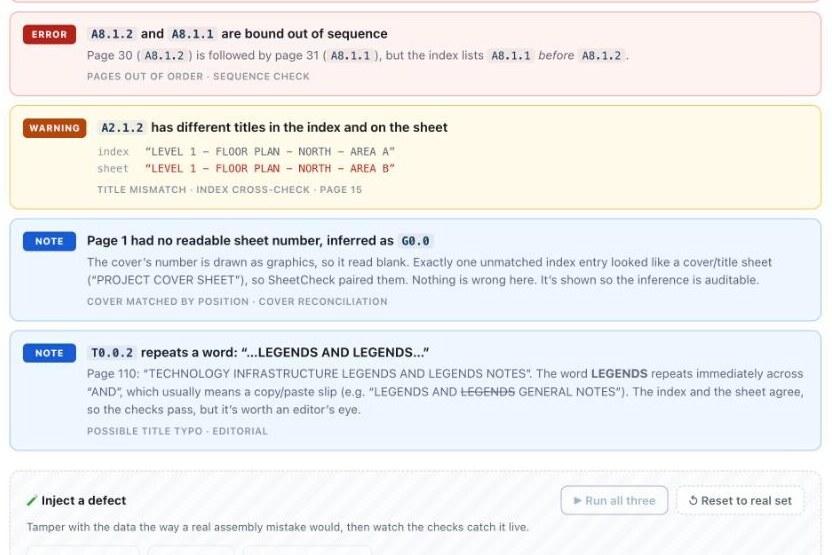 ERROR A8.1.2 and A8.1.1 are bound out of sequence
Page 30 ( A8.1.2 ) is followed by page 31 ( A8.1.1 ), but the index lists A8.1.1 before A8.1.2 .
PAGES OUT OF ORDER · SEQUENCE CHECK
WARNING A2.1.2 has different titles in the index and on the sheet
index “LEVEL 1 – FLOOR PLAN – NORTH – AREA A”
sheet “LEVEL 1 – FLOOR PLAN – NORTH – AREA B”
TITLE MISMATCH · INDEX CROSS-CHECK · PAGE 15
NOTE Page 1 had no readable sheet number, inferred as G0.0
The cover’s number is drawn as graphics, so it read blank. Exactly one unmatched index entry looked like a cover/title sheet
(“PROJECT COVER SHEET”), so SheetCheck paired them. Nothing is wrong here. It’s shown so the inference is auditable.
COVER MATCHED BY POSITION · COVER RECONCILIATION
NOTE T0.0.2 repeats a word: “…LEGENDS AND LEGENDS…”
Page 110: “TECHNOLOGY INFRASTRUCTURE LEGENDS AND LEGENDS NOTES”. The word LEGENDS repeats immediately across
“AND”, which usually means a copy/paste slip (e.g. “LEGENDS AND LEGENDS GENERAL NOTES”). The index and the sheet agree,
so the checks pass, but it’s worth an editor’s eye.
POSSIBLE TITLE TYPO · EDITORIAL
Inject a defect
▶ Run all three
↺ Reset to real set
Tamper with the data the way a real assembly mistake would, then watch the checks catch it live.